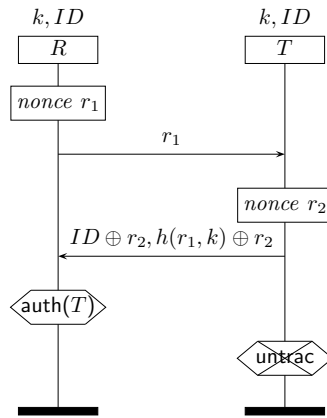 k, ID k, ID
R T
nonce r₁
r₁
nonce r₂
ID ⊕ r₂, h(r₁, k) ⊕ r₂
auth(T)
untrac